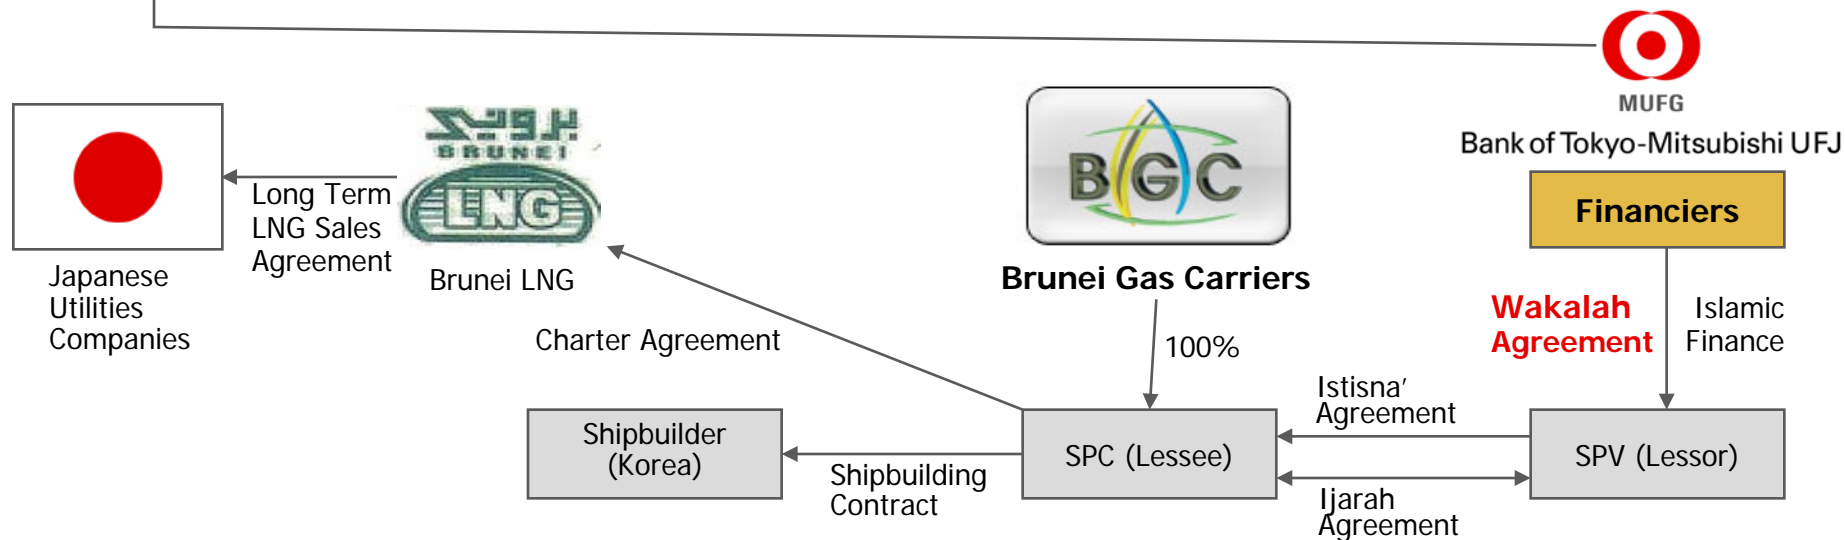 MUFG
Bank of Tokyo-Mitsubishi UFJ
بروني
BRUNEI
LNG
BGC
Financiers
Long Term
LNG Sales
Agreement
Japanese
Utilities
Companies
Brunei LNG
Brunei Gas Carriers
Wakalah
Agreement
Islamic
Finance
Charter Agreement
100%
Istisna’
Agreement
Shipbuilder
(Korea)
Shipbuilding
Contract
SPC (Lessee)
SPV (Lessor)
Ijarah
Agreement